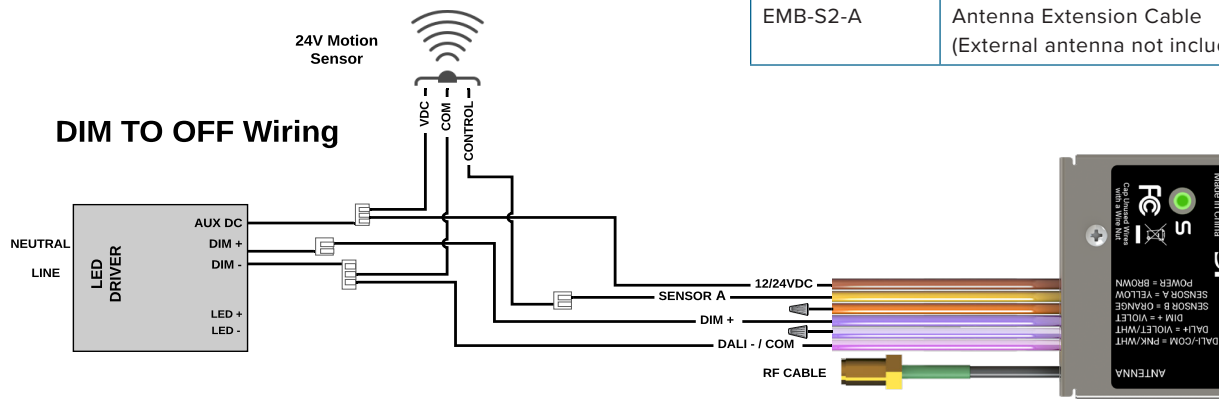 EMB-S2-A
Antenna Extension Cable
(External antenna not
24V Motion
Sensor
VDC
COM
CONTROL
DIM TO OFF Wiring
NEUTRAL
LINE
LED
DRIVER
AUX DC
DIM +
DIM -
LED +
LED -
12/24VDC
SENSOR A
DIM +
DALI - / COM
RF CABLE
Made in China
Cap Unused Wires
with a Wire Nut
FC
POWER = BROWN
SENSOR A = YELLOW
SENSOR B = ORANGE
DIM + = VIOLET
DALI+ = VIOLET/WHT
DALI-/COM = PNK/WHT
ANTENNA